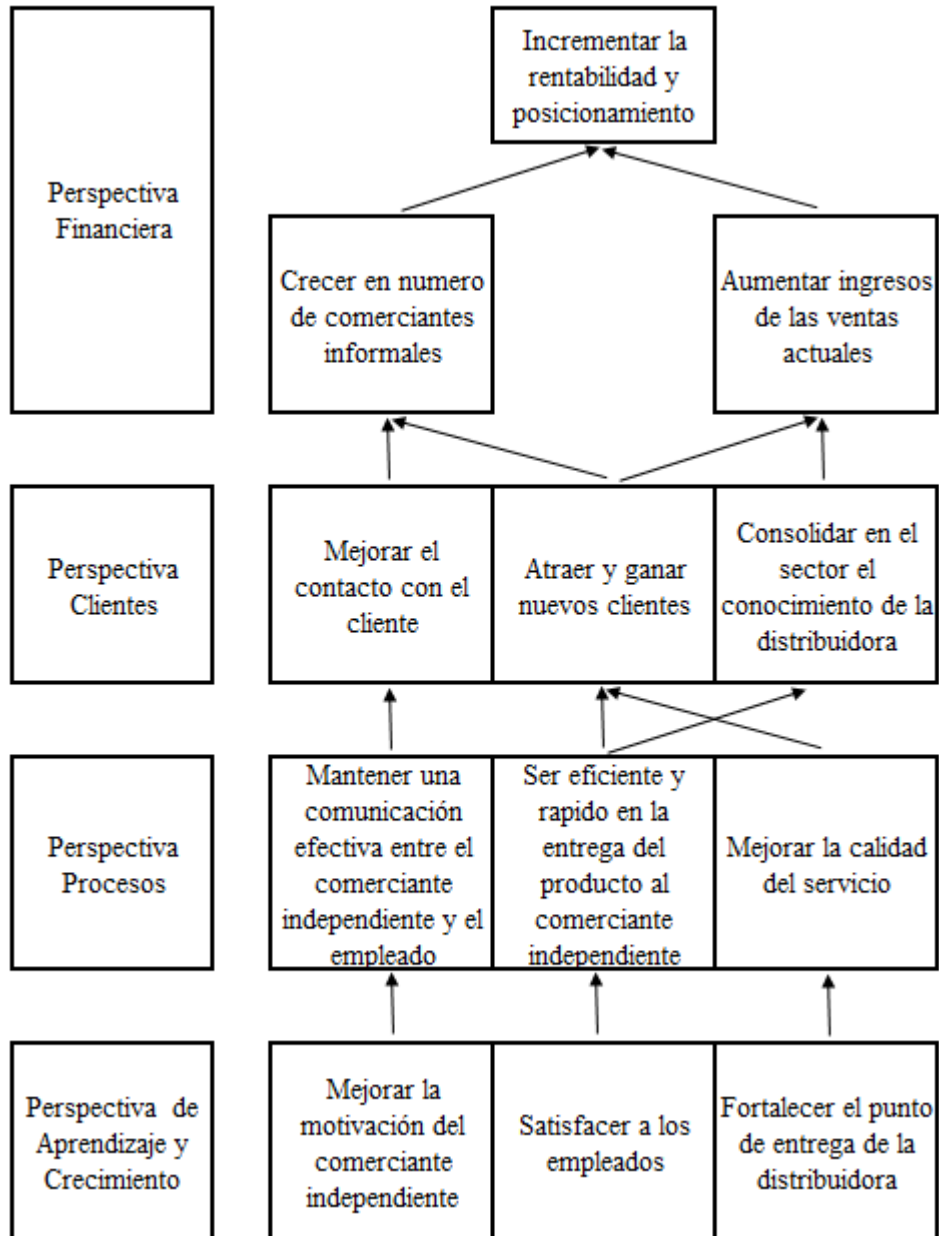 Incrementar la
rentabilidad y
posicionamiento
Perspectiva
Financiera
Crecer en numero
de comerciantes
informales
Aumentar ingresos
de las ventas
actuales
Perspectiva
Clientes
Mejorar el
contacto con el
cliente
Atraer y ganar
nuevos clientes
Consolidar en el
sector el
conocimiento de la
distribuidora
Perspectiva
Procesos
Mantener una
comunicación
efectiva entre el
comerciante
independiente y el
empleado
Ser eficiente y
rapido en la
entrega del
producto al
comerciante
independiente
Mejorar la calidad
del servicio
Perspectiva de
Aprendizaje y
Crecimiento
Mejorar la
motivación del
comerciante
independiente
Satisfacer a los
empleados
Fortalecer el punto
de entrega de la
distribuidora